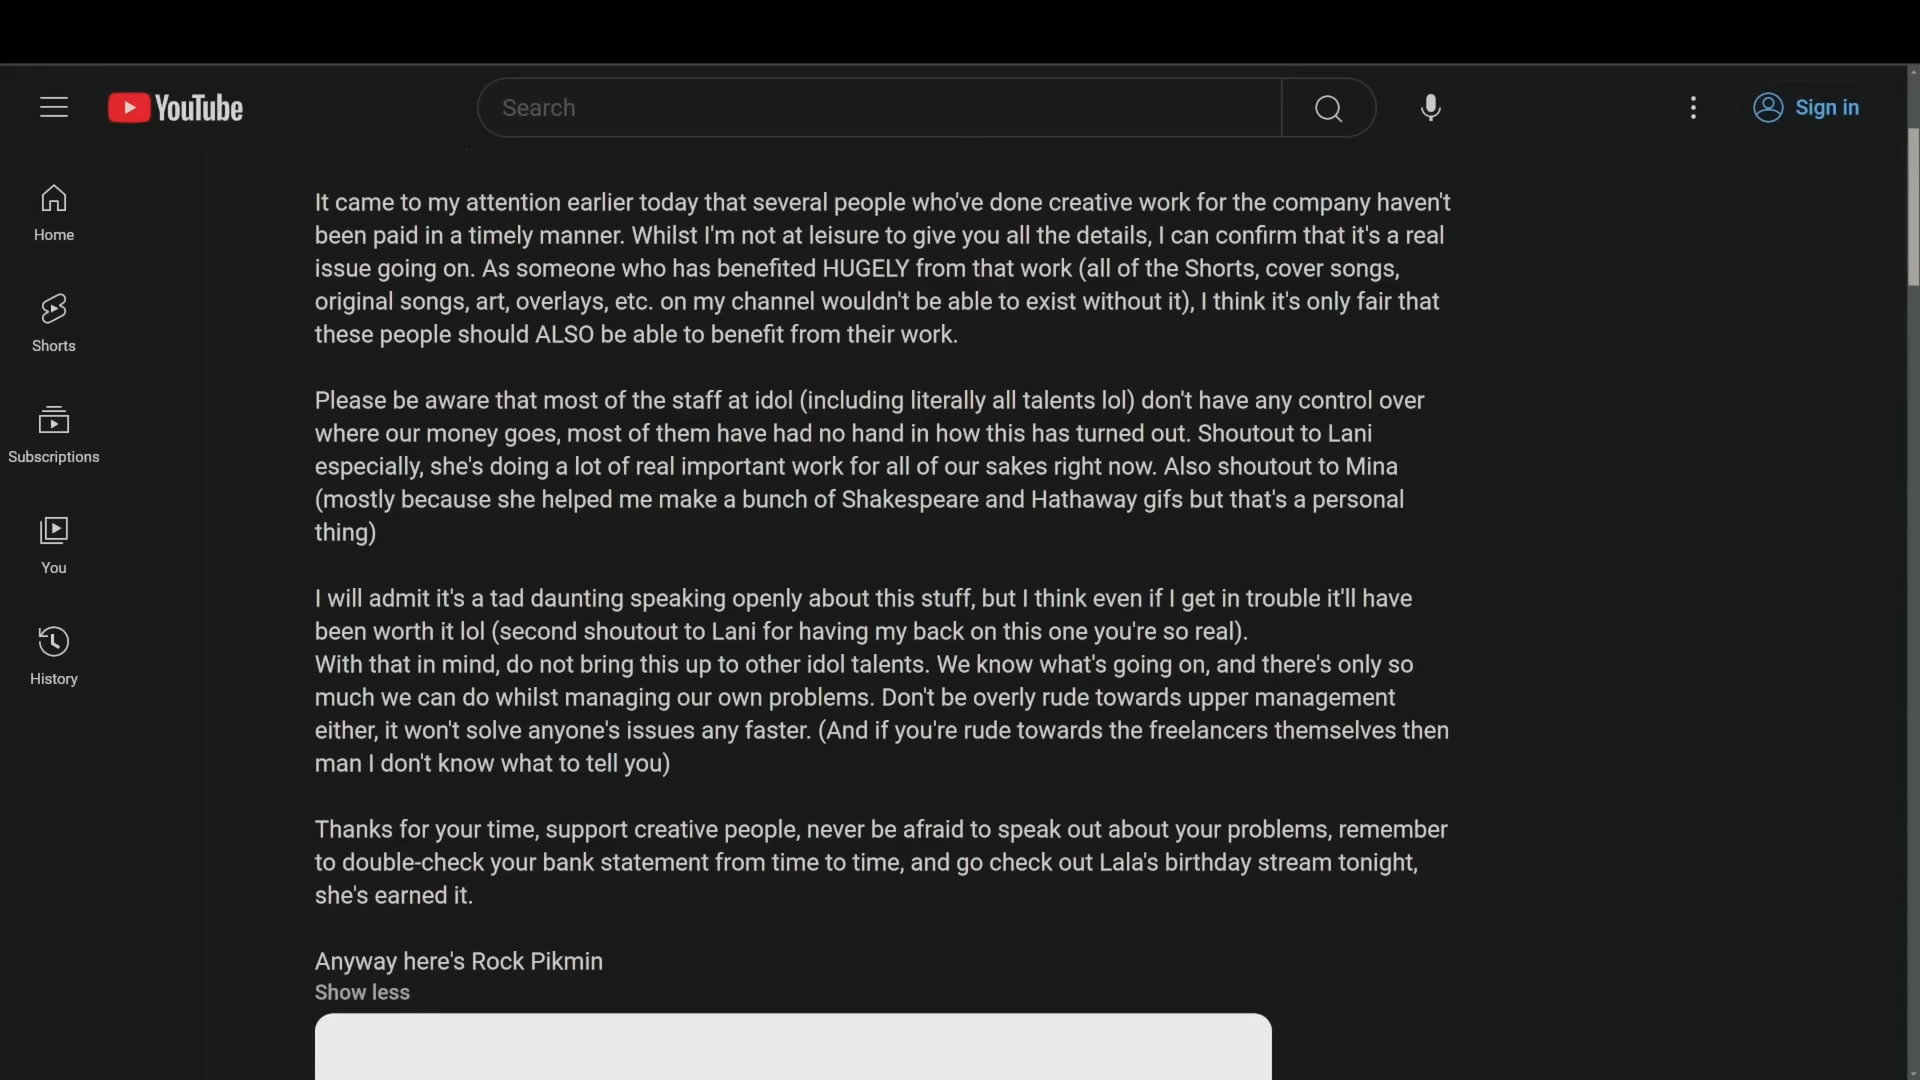 YouTube
Search
Sign in
Home
Shorts
Subscriptions
You
History
It came to my attention earlier today that several people who've done creative work for the company haven't
been paid in a timely manner. Whilst I'm not at leisure to give you all the details, I can confirm that it's a real
issue going on. As someone who has benefited HUGELY from that work (all of the Shorts, cover songs,
original songs, art, overlays, etc. on my channel wouldn't be able to exist without it), I think it's only fair that
these people should ALSO be able to benefit from their work.
Please be aware that most of the staff at idol (including literally all talents lol) don't have any control over
where our money goes, most of them have had no hand in how this has turned out. Shoutout to Lani
especially, she's doing a lot of real important work for all of our sakes right now. Also shoutout to Mina
(mostly because she helped me make a bunch of Shakespeare and Hathaway gifs but that's a personal
thing)
I will admit it's a tad daunting speaking openly about this stuff, but I think even if I get in trouble it'll have
been worth it lol (second shoutout to Lani for having my back on this one you're so real).
With that in mind, do not bring this up to other idol talents. We know what's going on, and there's only so
much we can do whilst managing our own problems. Don't be overly rude towards upper management
either, it won't solve anyone's issues any faster. (And if you're rude towards the freelancers themselves then
man I don't know what to tell you)
Thanks for your time, support creative people, never be afraid to speak out about your problems, remember
to double-check your bank statement from time to time, and go check out Lala's birthday stream tonight,
she's earned it.
Anyway here's Rock Pikmin
Show less